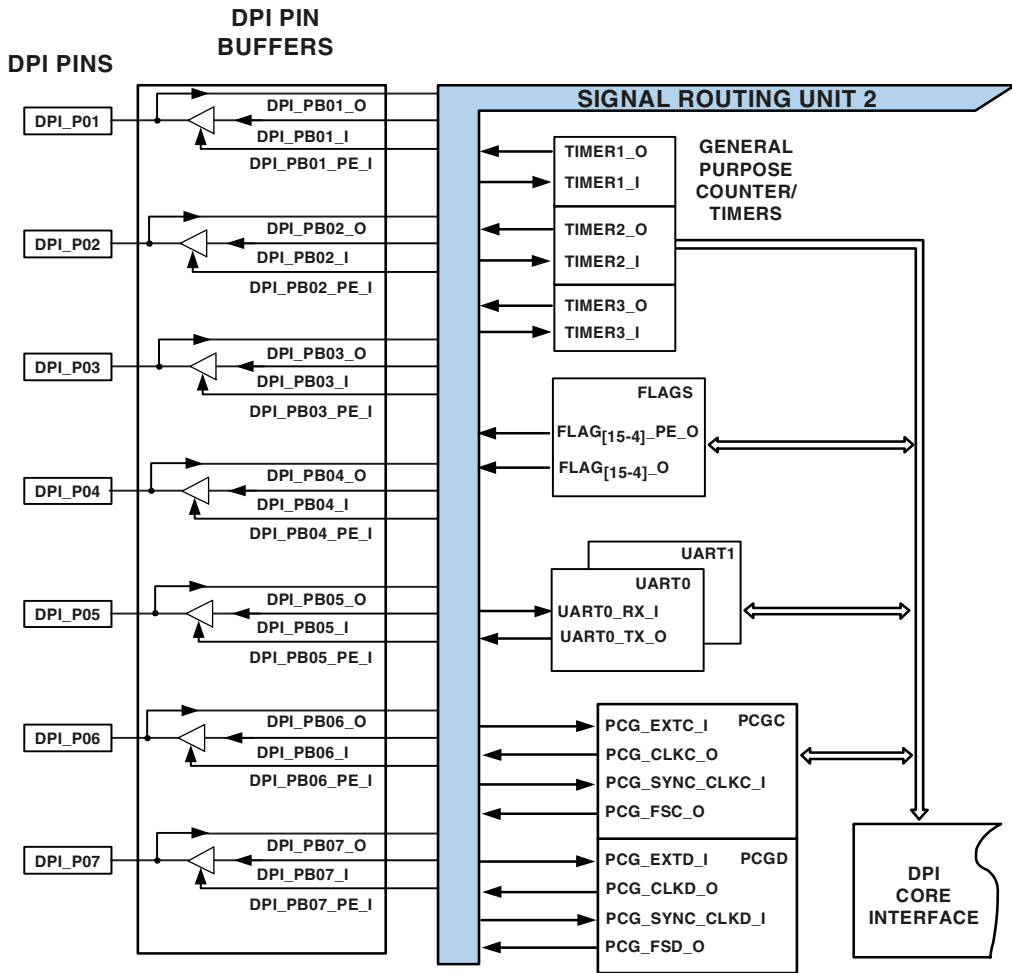 DPI PINS
DPI PIN
BUFFERS
SIGNAL ROUTING UNIT 2
DPI_P01
DPI_PB01_O
DPI_PB01_I
DPI_PB01_PE_I
DPI_P02
DPI_PB02_O
DPI_PB02_I
DPI_PB02_PE_I
DPI_P03
DPI_PB03_O
DPI_PB03_I
DPI_PB03_PE_I
DPI_P04
DPI_PB04_O
DPI_PB04_I
DPI_PB04_PE_I
DPI_P05
DPI_PB05_O
DPI_PB05_I
DPI_PB05_PE_I
DPI_P06
DPI_PB06_O
DPI_PB06_I
DPI_PB06_PE_I
DPI_P07
DPI_PB07_O
DPI_PB07_I
DPI_PB07_PE_I
TIMER1_O
TIMER1_I
TIMER2_O
TIMER2_I
TIMER3_O
TIMER3_I
GENERAL
PURPOSE
COUNTER/
TIMERS
FLAGS
FLAG[15-4]_PE_O
FLAG[15-4]_O
UART1
UART0
UART0_RX_I
UART0_TX_O
PCG_EXTC_I PCGC
PCG_CLKC_O
PCG_SYNC_CLKC_I
PCG_FSC_O
PCG_EXTD_I PCGD
PCG_CLKD_O
PCG_SYNC_CLKD_I
PCG_FSD_O
DPI
CORE
INTERFACE